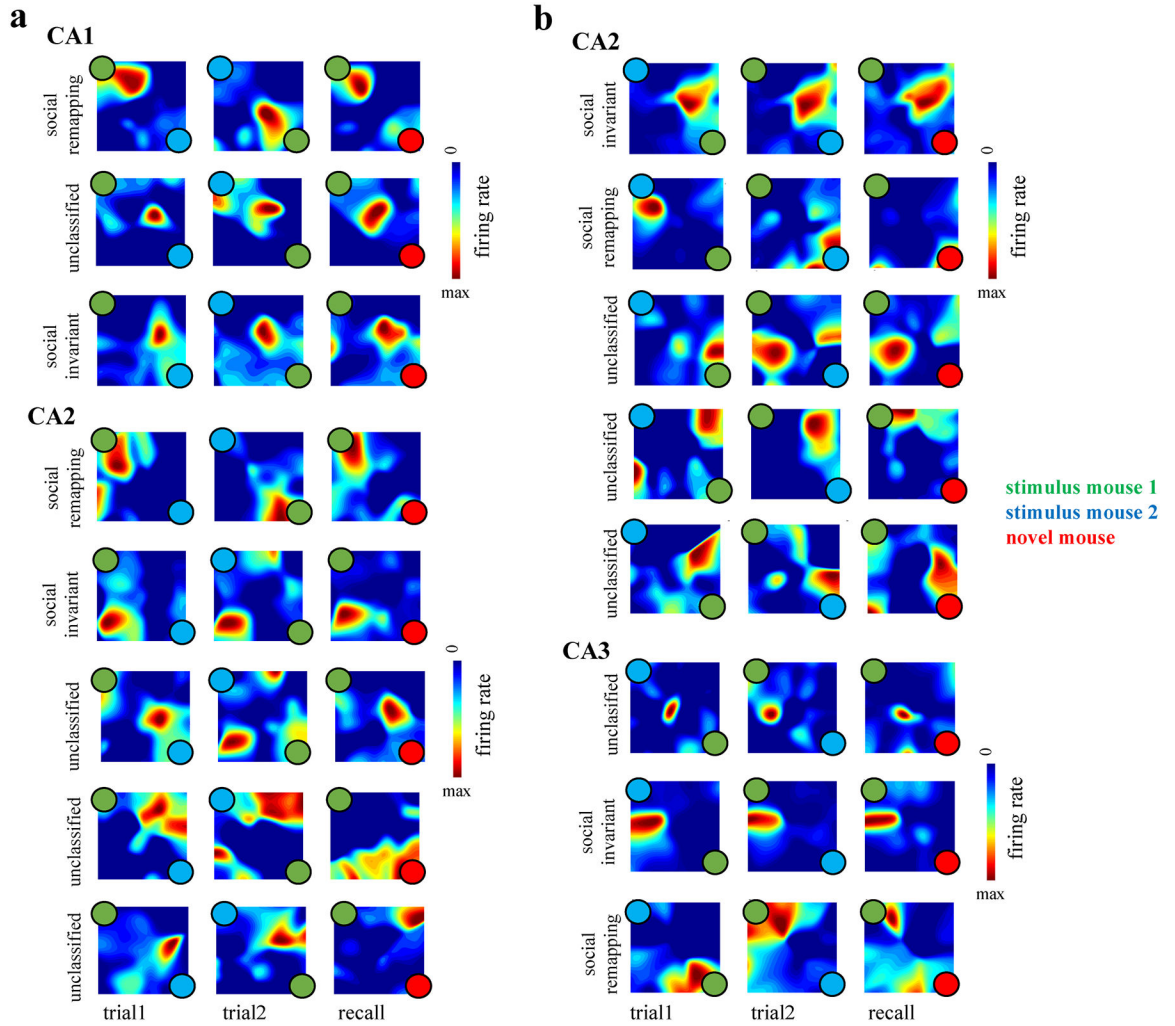 a
CA1
social
remapping
unclassified
social
invariant
0
firing rate
max
CA2
social
remapping
social
invariant
unclassified
unclassified
unclassified
0
firing rate
max
trial1
trial2
recall
b
CA2
social
invariant
social
remapping
unclassified
unclassified
unclassified
0
firing rate
max
CA3
unclassified
social
invariant
social
remapping
0
firing rate
max
trial1
trial2
recall
stimulus mouse 1
stimulus mouse 2
novel mouse